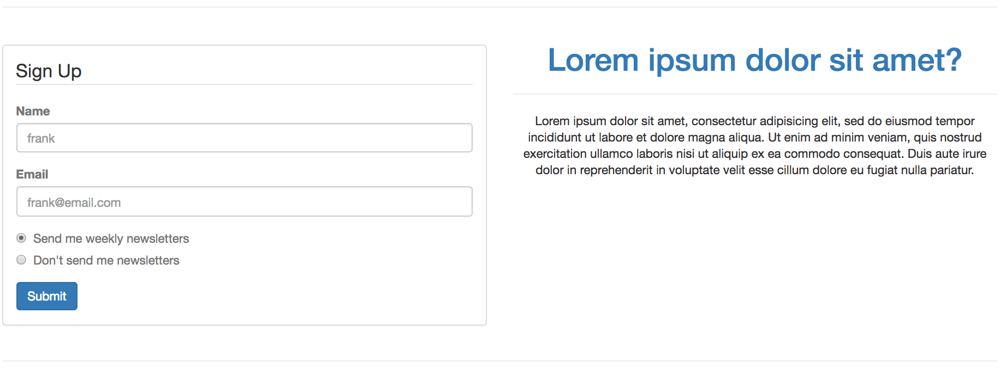 Sign Up
Name
frank
Email
frank@email.com
Send me weekly newsletters
Don't send me newsletters
Submit
Lorem ipsum dolor sit amet?
Lorem ipsum dolor sit amet, consectetur adipisicing elit, sed do eiusmod tempor
incididunt ut labore et dolore magna aliqua. Ut enim ad minim veniam, quis nostrud
exercitation ullamco laboris nisi ut aliquip ex ea commodo consequat. Duis aute irure
dolor in reprehenderit in voluptate velit esse cillum dolore eu fugiat nulla pariatur.